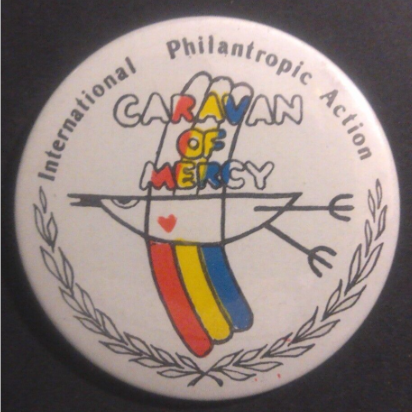 International Philantropic Action
CARAVAN
OF
MERCY